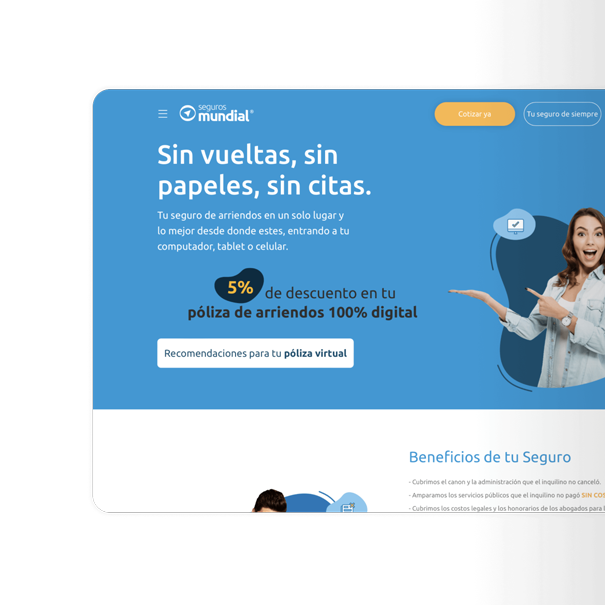 seguros
mundial®
Cotizar ya
Tu seguro de siempre
Sin vueltas, sin
papeles, sin citas.
Tu seguro de arriendos en un solo lugar y
lo mejor desde donde estes, entrando a tu
computador, tablet o celular.
5% de descuento en tu
póliza de arriendos 100% digital
Recomendaciones para tu póliza virtual
Beneficios de tu Seguro
- Cubrimos el canon y la administración que el inquilino no canceló.
- Amparamos los servicios públicos que el inquilino no pagó SIN COS
- Cubrimos los costos legales y los honorarios de los abogados para